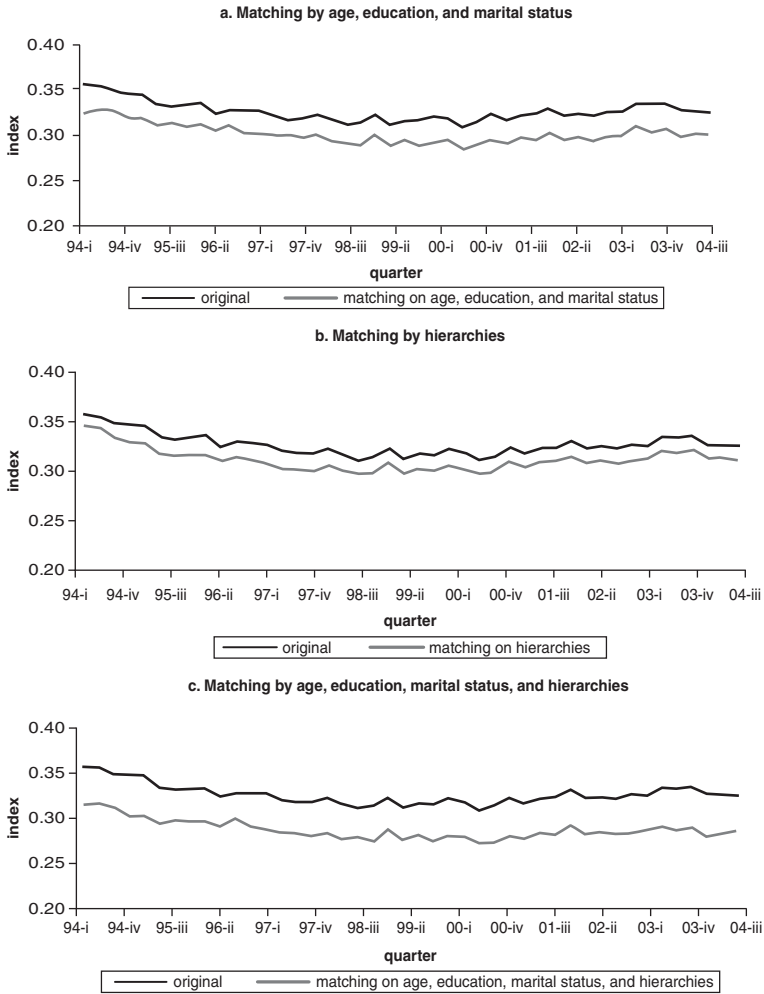 a. Matching by age, education, and marital status
0.40
0.35
0.30
0.25
0.20
index
94-i 94-iv 95-iii 96-ii 97-i 97-iv 98-iii 99-ii 00-i 00-iv 01-iii 02-ii 03-i 03-iv 04-iii
quarter
original matching on age, education, and marital status
b. Matching by hierarchies
0.40
0.35
0.30
0.25
0.20
index
94-i 94-iv 95-iii 96-ii 97-i 97-iv 98-iii 99-ii 00-i 00-iv 01-iii 02-ii 03-i 03-iv 04-iii
quarter
original matching on hierarchies
c. Matching by age, education, marital status, and hierarchies
0.40
0.35
0.30
0.25
0.20
index
94-i 94-iv 95-iii 96-ii 97-i 97-iv 98-iii 99-ii 00-i 00-iv 01-iii 02-ii 03-i 03-iv 04-iii
quarter
original matching on age, education, marital status, and hierarchies